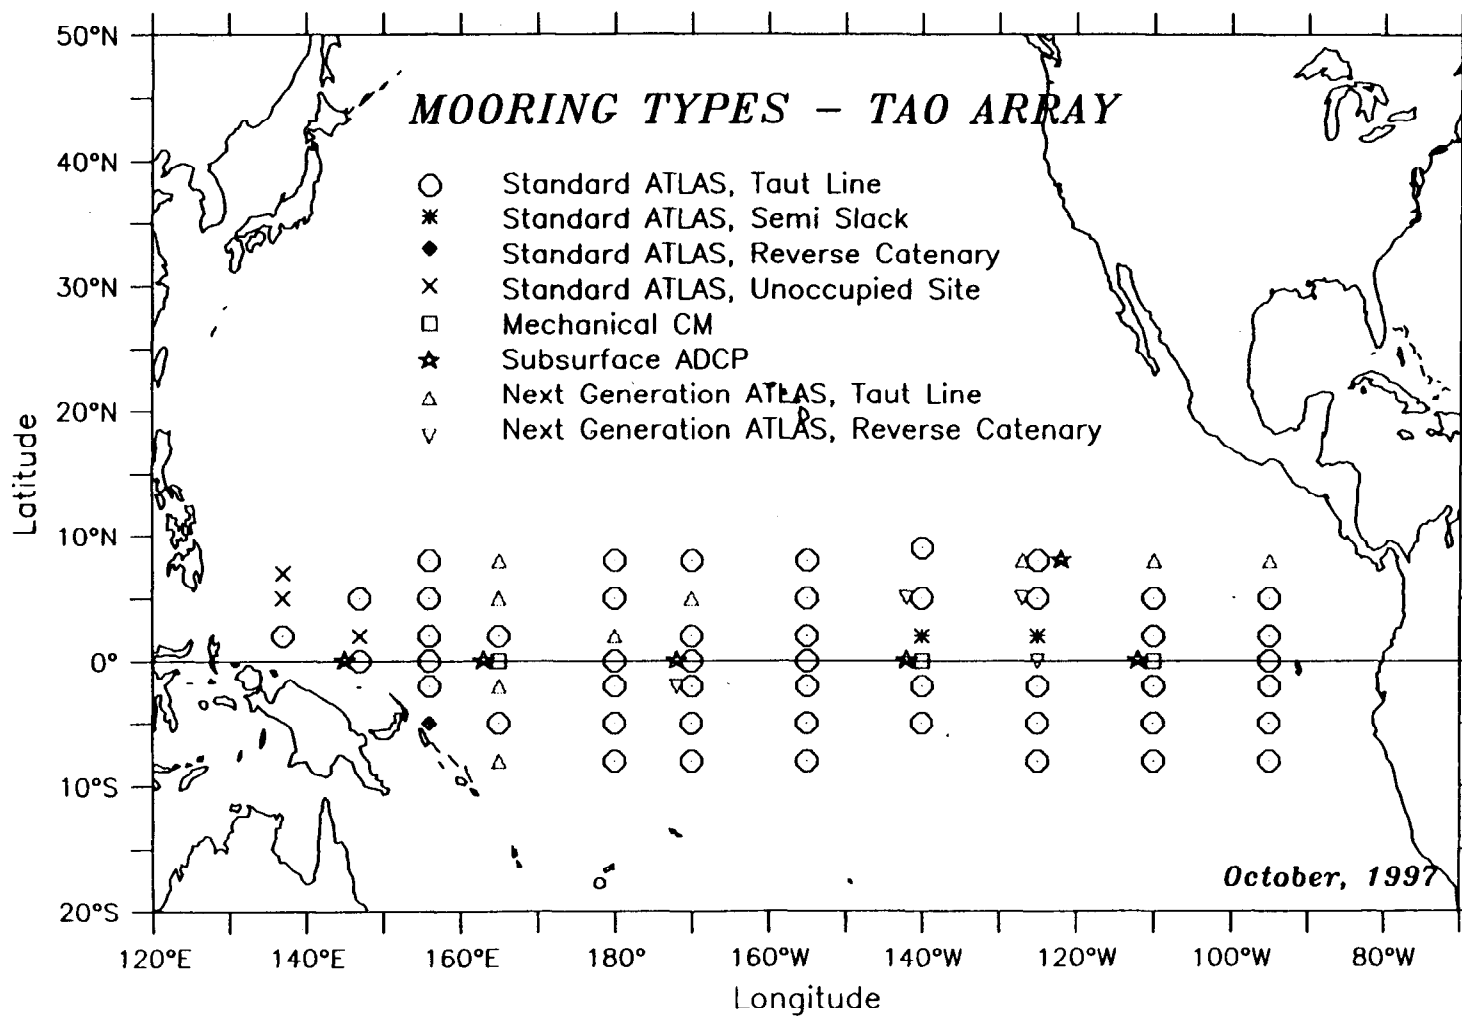 50°N
MOORING TYPES – TAO ARRAY
40°N
Standard ATLAS, Taut Line
Standard ATLAS, Semi Slack
Standard ATLAS, Reverse Catenary
30°N
Standard ATLAS, Unoccupied Site
Mechanical CM
Subsurface ADCP
Next Generation ATLAS, Taut Line
20°N
Next Generation ATLAS, Reverse Catenary
Latitude
10°N
0°
10°S
October, 1997
20°S
120°E 140°E 160°E 180° 160°W 140°W 120°W 100°W 80°W
Longitude